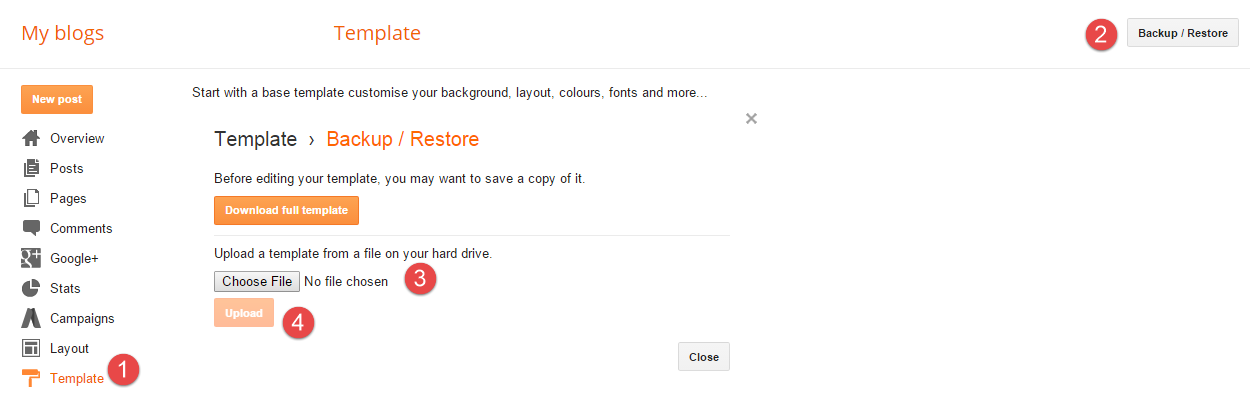 My blogs
Template
2
Backup / Restore
New post
Start with a base template customise your background, layout, colours, fonts and more...
Overview
Posts
Pages
Comments
Google+
Stats
Campaigns
Layout
Template
1
Template › Backup / Restore
Before editing your template, you may want to save a copy of it.
Download full template
Upload a template from a file on your hard drive.
Choose File No file chosen
3
Upload
4
Close